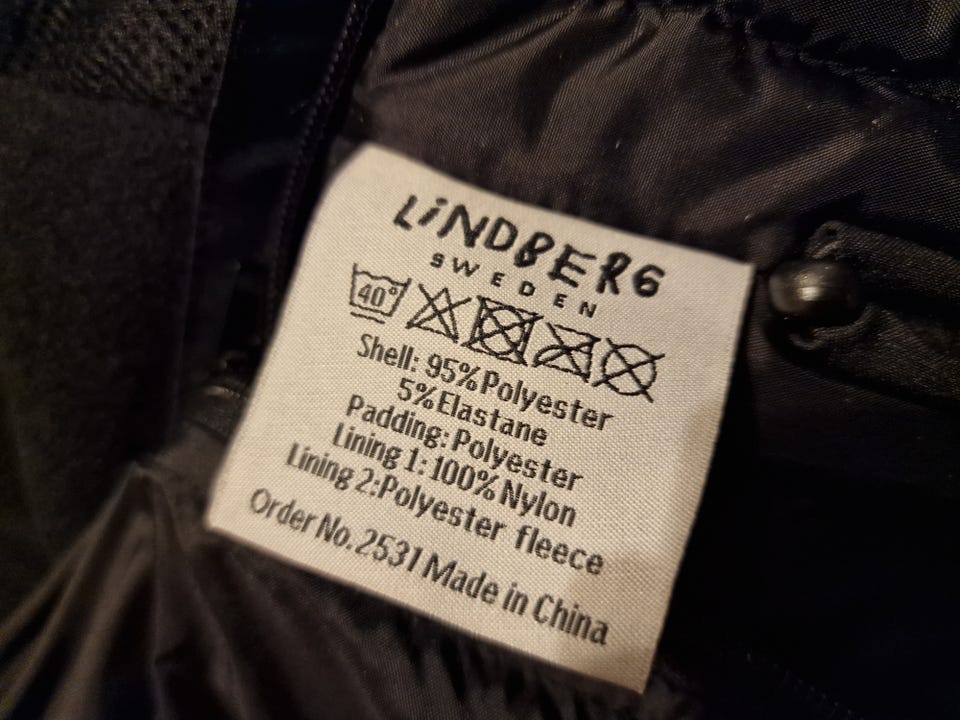 LiNDBERG
SWEDEN
40°
Shell: 95% Polyester
5% Elastane
Padding: Polyester
Lining 1: 100% Nylon
Lining 2:Polyester fleece
Order No. 2531 Made in China